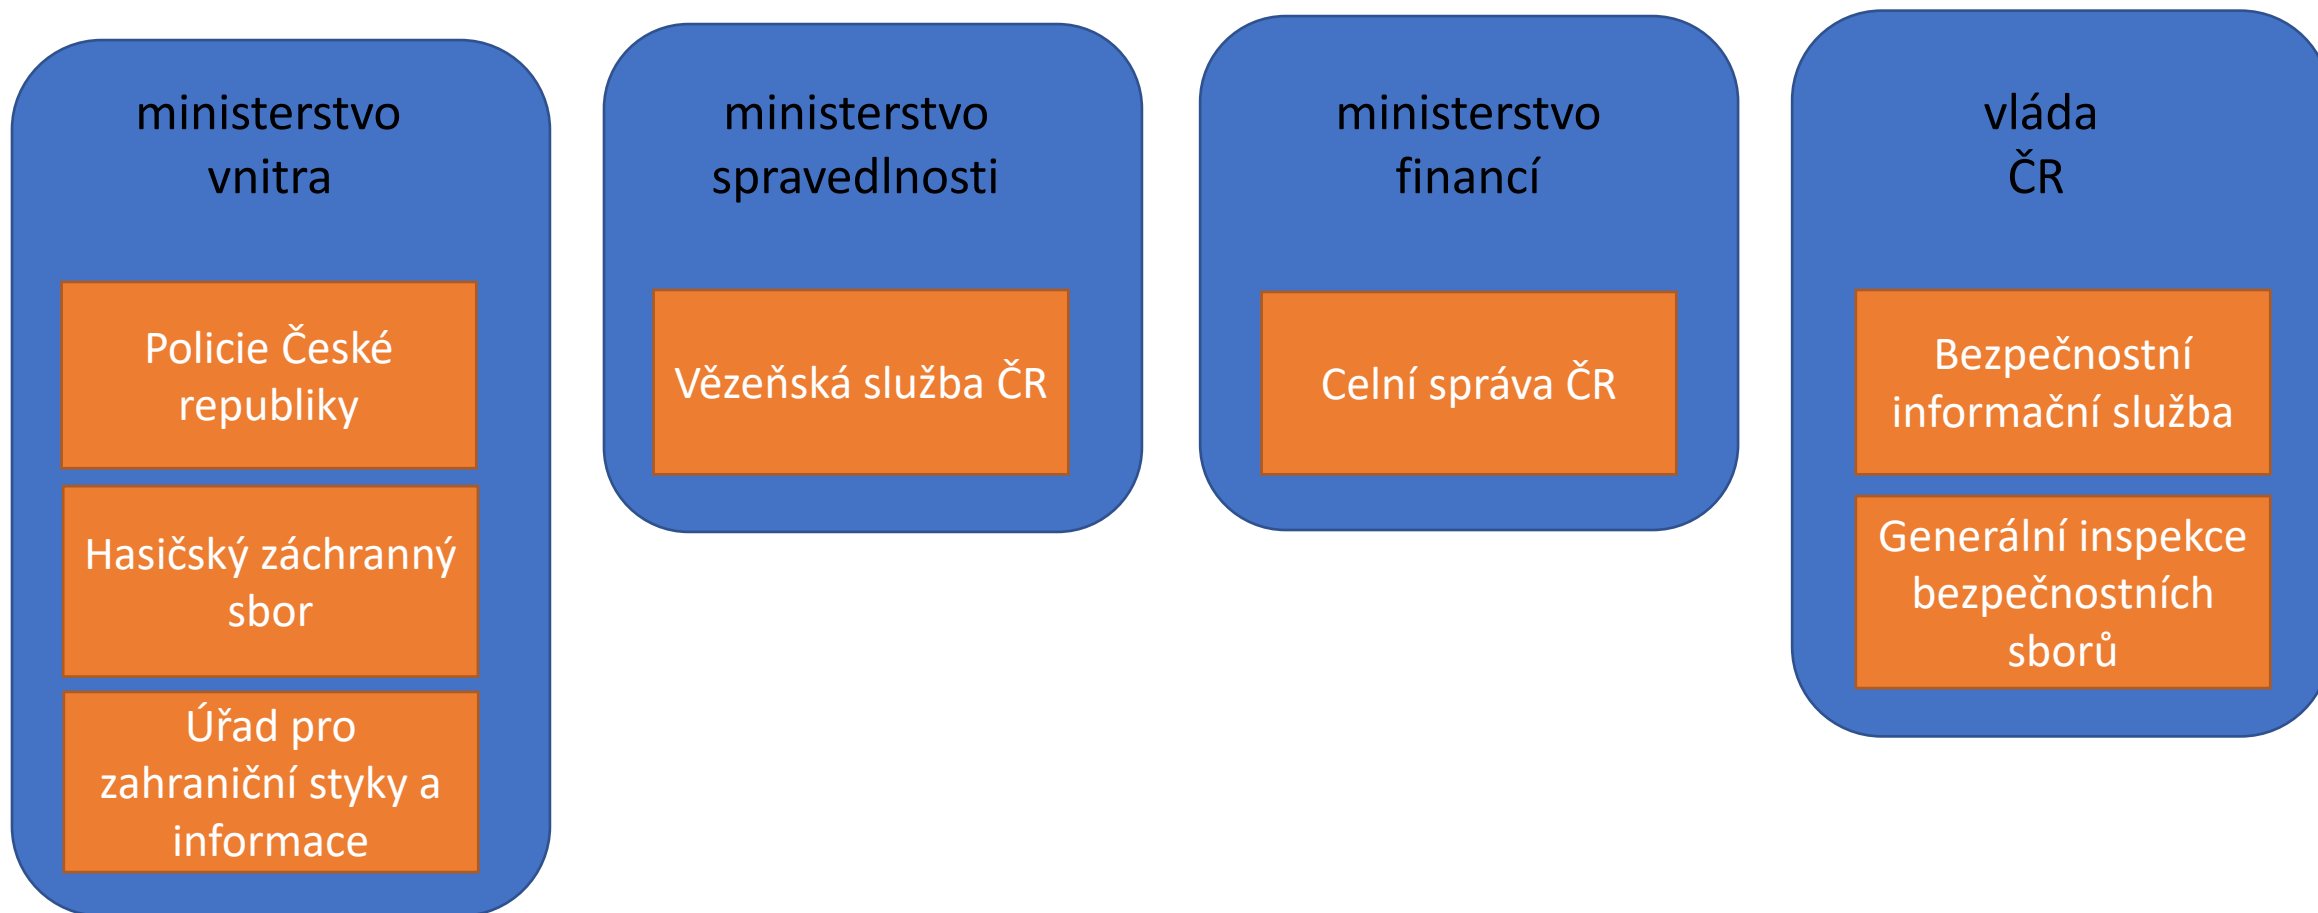 ministerstvo
vnitra
Policie České
republiky
Hasičský záchranný
sbor
Úřad pro
zahraniční styky a
informace
ministerstvo
spravedlnosti
Vězeňská služba ČR
ministerstvo
financí
Celní správa ČR
vláda
ČR
Bezpečnostní
informační služba
Generální inspekce
bezpečnostních
sborů